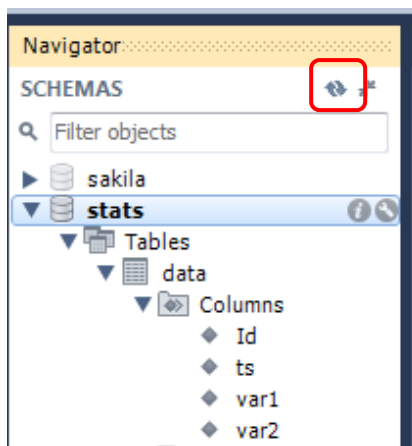 Navigator
SCHEMAS
Filter objects
sakila
stats
Tables
data
Columns
Id
ts
var1
var2